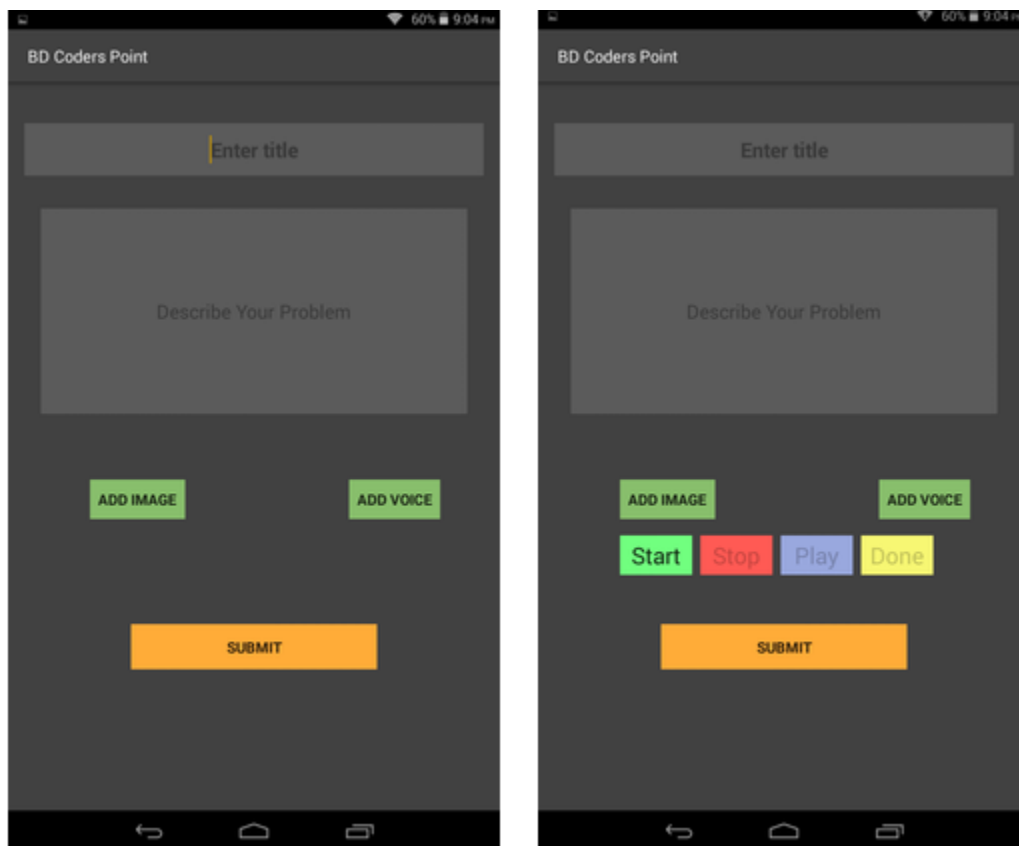 60% 9:04 PM
BD Coders Point
Enter title
Describe Your Problem
ADD IMAGE ADD VOICE
SUBMIT
60% 9:04 P
BD Coders Point
Enter title
Describe Your Problem
ADD IMAGE ADD VOICE
Start Stop Play Done
SUBMIT